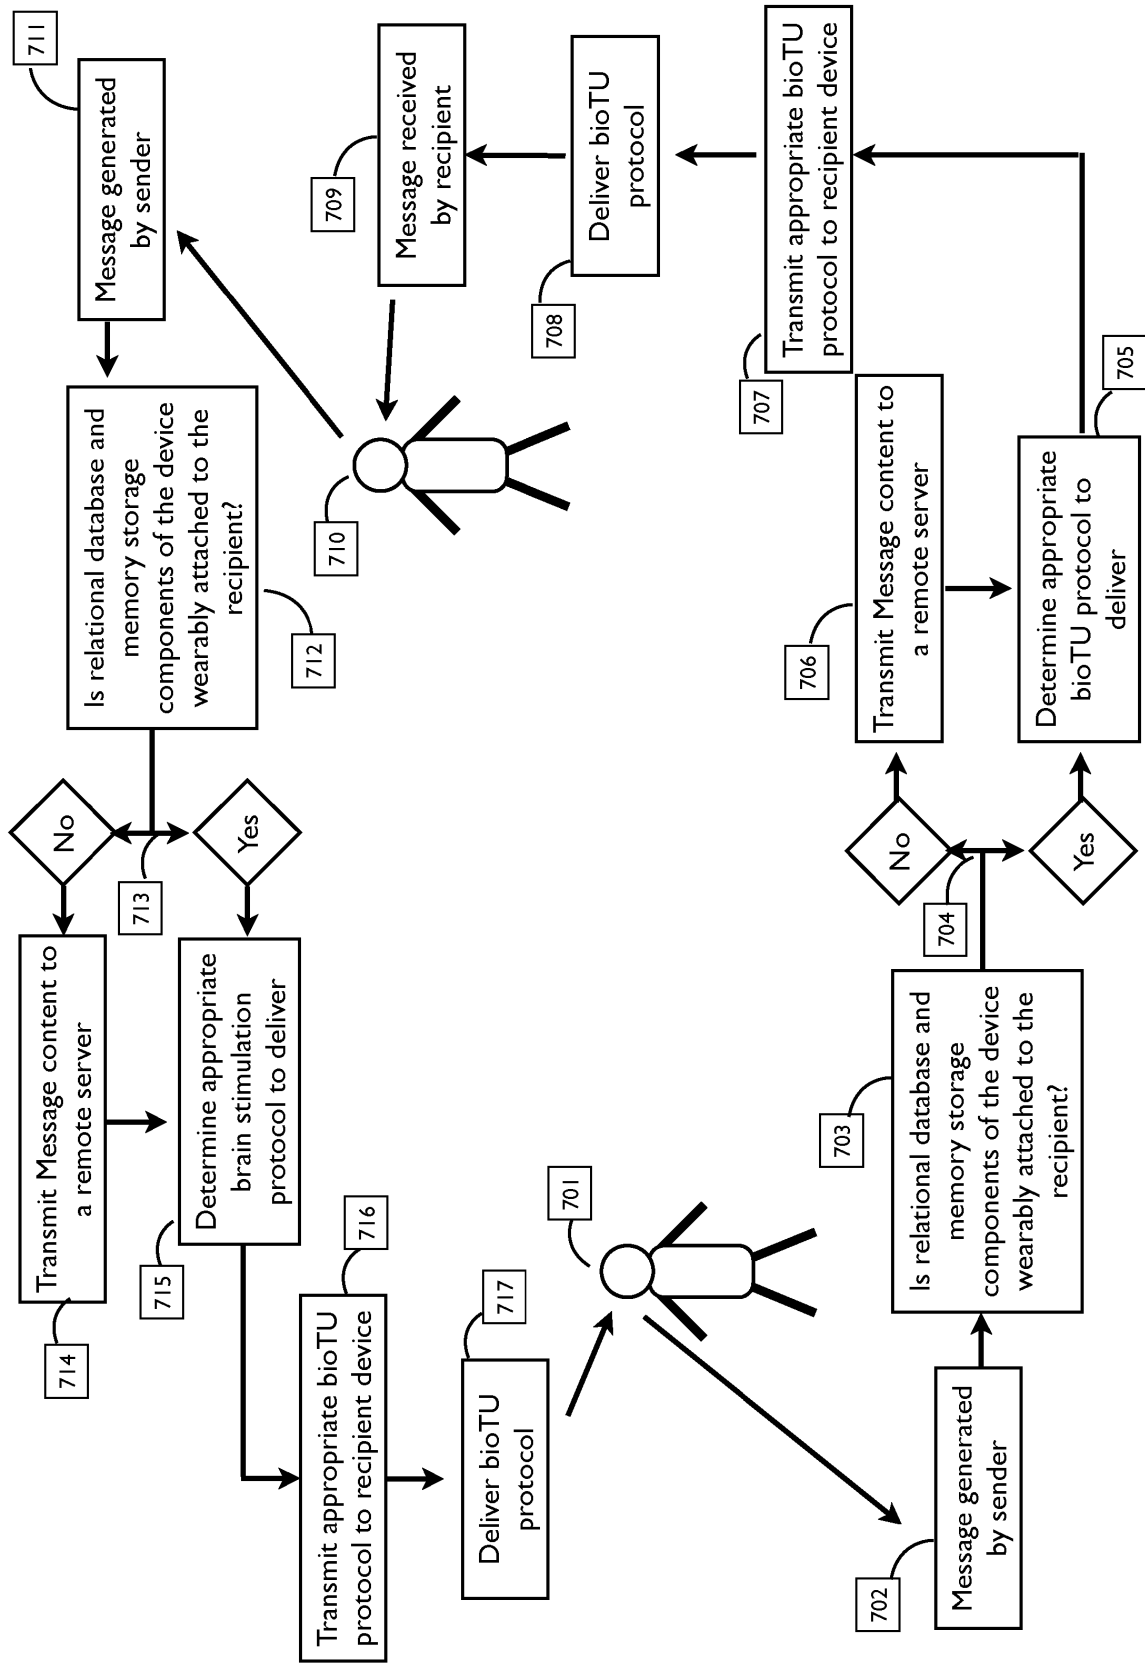 701
702
Message generated
by sender
703
Is relational database and
memory storage
components of the device
wearably attached to the
recipient?
704
No
Yes
706
Transmit Message content to
a remote server
705
Determine appropriate
bioTU protocol to
deliver
707
Transmit appropriate bioTU
protocol to recipient device
708
Deliver bioTU
protocol
709
Message received
by recipient
710
711
Message generated
by sender
712
Is relational database and
memory storage
components of the device
wearably attached to the
recipient?
713
No
Yes
714
Transmit Message content to
a remote server
715
Determine appropriate
brain stimulation
protocol to deliver
716
Transmit appropriate bioTU
protocol to recipient device
717
Deliver bioTU
protocol